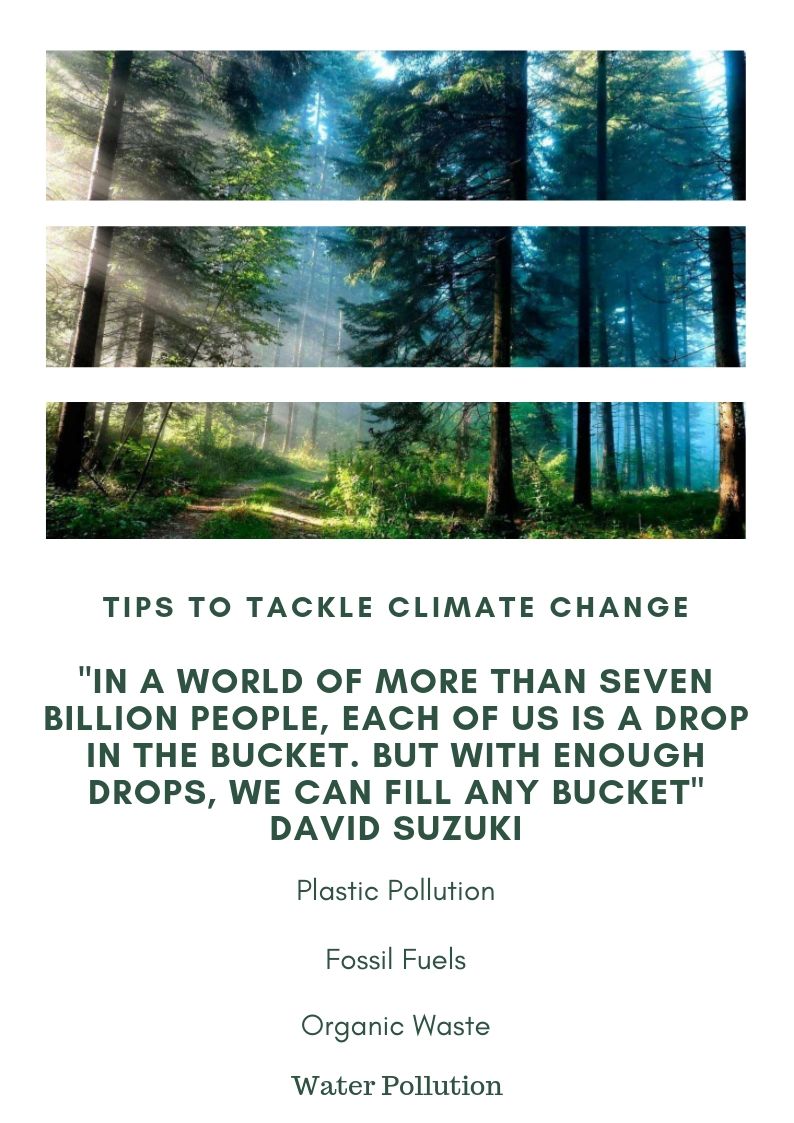 TIPS TO TACKLE CLIMATE CHANGE
"IN A WORLD OF MORE THAN SEVEN
BILLION PEOPLE, EACH OF US IS A DROP
IN THE BUCKET. BUT WITH ENOUGH
DROPS, WE CAN FILL ANY BUCKET"
DAVID SUZUKI
Plastic Pollution
Fossil Fuels
Organic Waste
Water Pollution